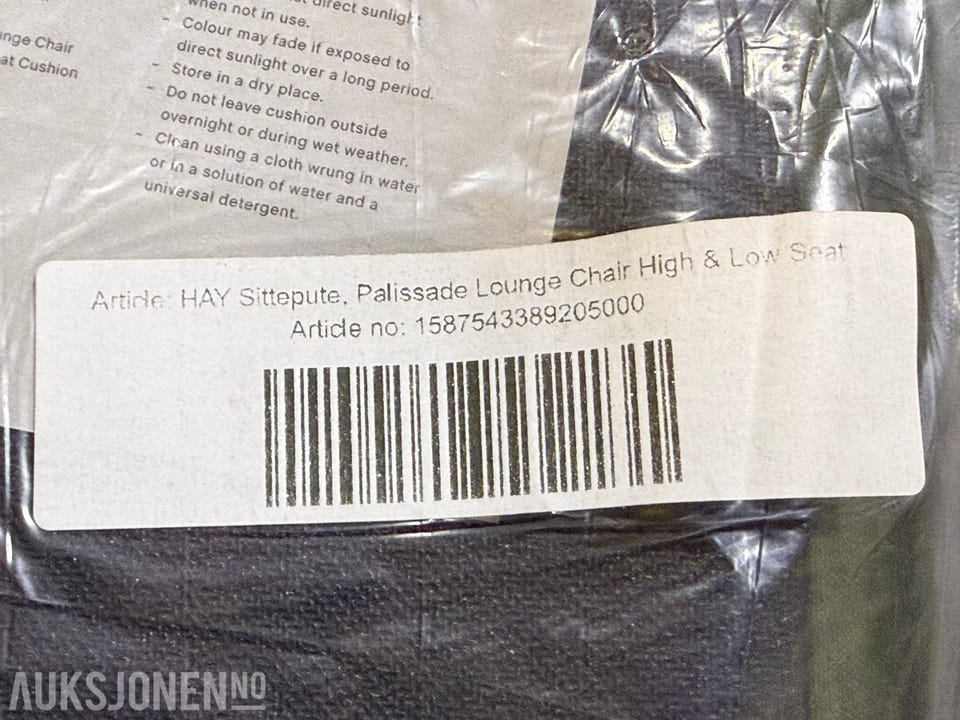 direct sunlight
when not in use.
- Colour may fade if exposed to
direct sunlight over a long period.
- Store in a dry place.
- Do not leave cushion outside
overnight or during wet weather.
- Clean using a cloth wrung in water
or in a solution of water and a
universal detergent.
Chair
Cushion
Article: HAY Sittepute, Palissade Lounge Chair High & Low Seat
Article no: 1587543389205000
AUKSJONEN.NO